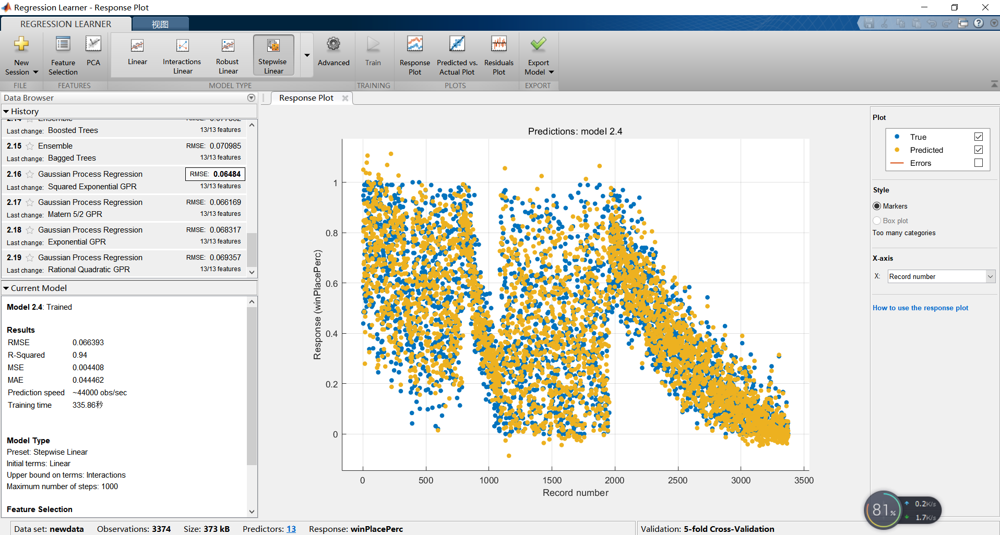 Regression Learner - Response Plot
REGRESSION LEARNER
视图
New Session
Feature Selection
PCA
Linear
Interactions Linear
Robust Linear
Stepwise Linear
Advanced
Train
Response Plot
Predicted vs. Actual Plot
Residuals Plot
Export Model
FILE
FEATURES
MODEL TYPE
TRAINING
PLOTS
EXPORT
Data Browser
History
Last change: Boosted Trees 13/13 features
2.15 Ensemble RMSE: 0.070985
Last change: Bagged Trees 13/13 features
2.16 Gaussian Process Regression RMSE: 0.06484
Last change: Squared Exponential GPR 13/13 features
2.17 Gaussian Process Regression RMSE: 0.066169
Last change: Matern 5/2 GPR 13/13 features
2.18 Gaussian Process Regression RMSE: 0.068317
Last change: Exponential GPR 13/13 features
2.19 Gaussian Process Regression RMSE: 0.069357
Last change: Rational Quadratic GPR 13/13 features
Current Model
Model 2.4: Trained
Results
RMSE 0.066393
R-Squared 0.94
MSE 0.004408
MAE 0.044462
Prediction speed ~44000 obs/sec
Training time 335.86秒
Model Type
Preset: Stepwise Linear
Initial terms: Linear
Upper bound on terms: Interactions
Maximum number of steps: 1000
Feature Selection
Response Plot
Predictions: model 2.4
Response (winPlacePerc)
1
0.8
0.6
0.4
0.2
0
0 500 1000 1500 2000 2500 3000 3500
Record number
Plot
True
Predicted
Errors
Style
Markers
Box plot
Too many categories
X-axis
X: Record number
How to use the response plot
81%
0.2K/s
1.7K/s
Data set: newdata Observations: 3374 Size: 373 kB Predictors: 13 Response: winPlacePerc
Validation: 5-fold Cross-Validation